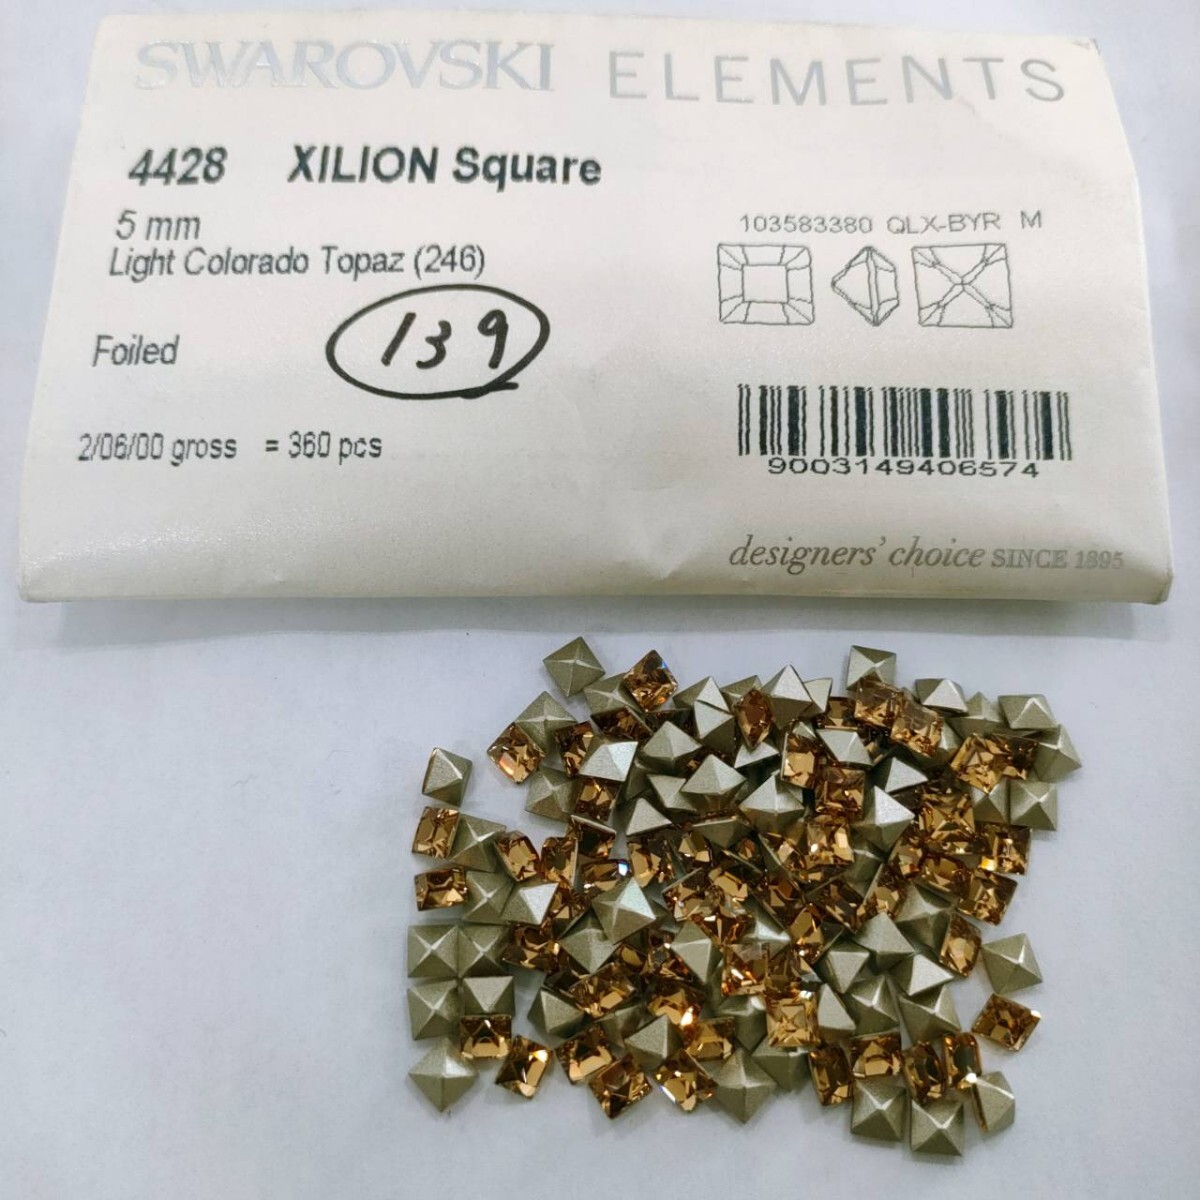 SWAROVSKI ELEMENTS
4428 XILION Square
5 mm
Light Colorado Topaz (246)
Foiled
139
2/06/00 gross = 360 pcs
103583380 QLX-BYR M
9003149406574
designers' choice SINCE 1895